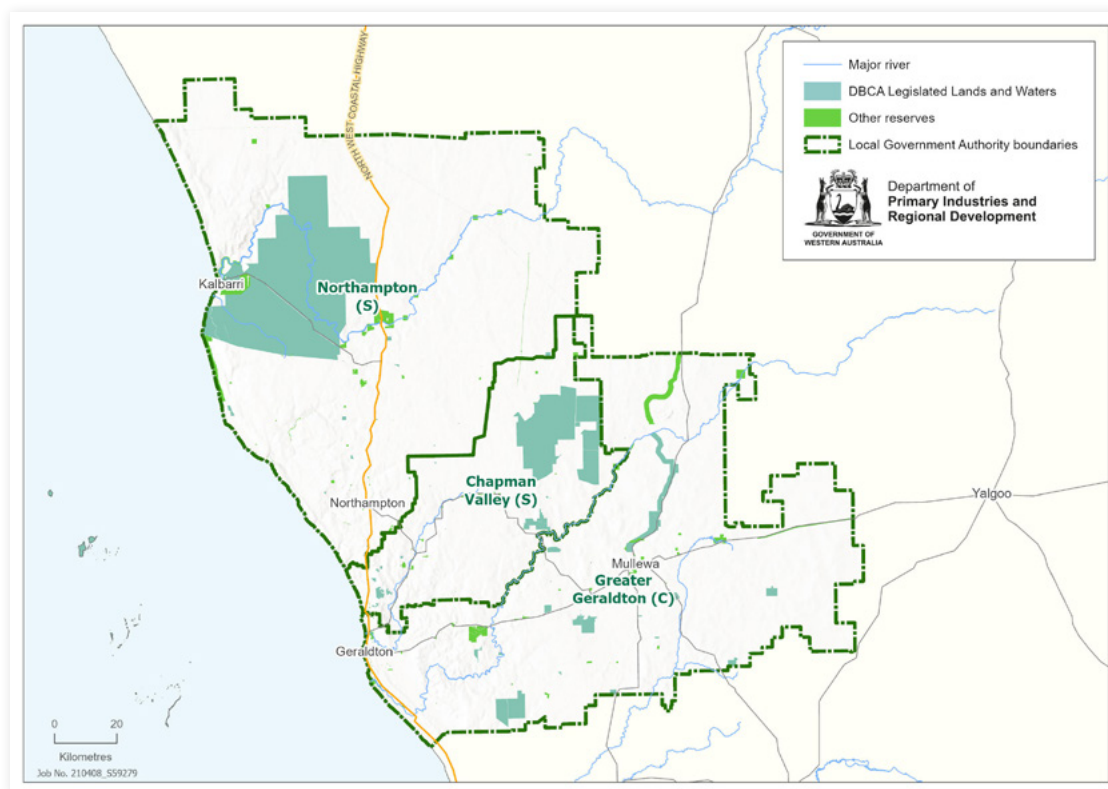 NORTH WEST COASTAL HIGHWAY
Major river
DBCA Legislated Lands and Waters
Other reserves
Local Government Authority boundaries
Department of
Primary Industries and
Regional Development
GOVERNMENT OF
WESTERN AUSTRALIA
Kalbarri
Northampton
(S)
Chapman
Valley (S)
Northampton
Yalgoo
Mullewa
Greater
Geraldton (C)
Geraldton
0 20
Kilometres
Job No. 210408_S59279